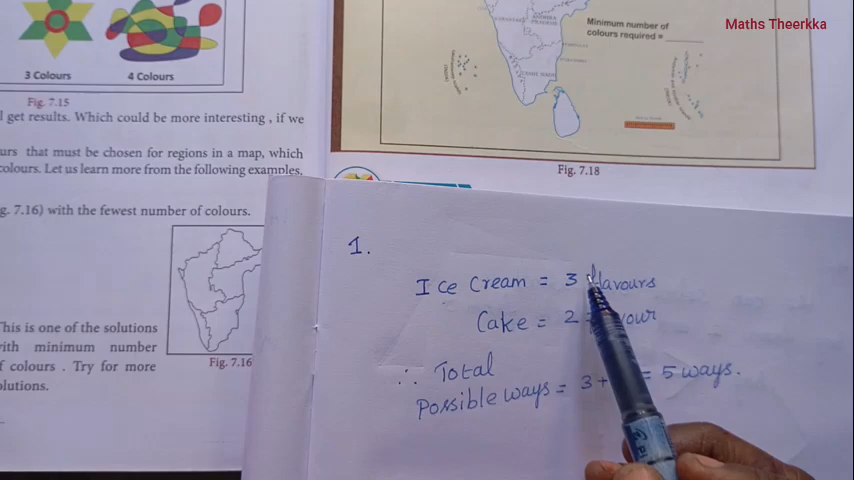 Maths Theerkka
Minimum number of
colours required =
3 Colours
4 Colours
Fig. 7.15
l get results. Which could be more interesting , if we
urs that must be chosen for regions in a map, which
colours. Let us learn more from the following examples.
Fig. 7.18
g. 7.16) with the fewest number of colours.
This is one of the solutions
with minimum number
f colours . Try for more
olutions.
Fig. 7.16
1.
Ice Cream = 3 flavours
Cake = 2
∴ Total
Possible ways = 3 + = 5 ways.